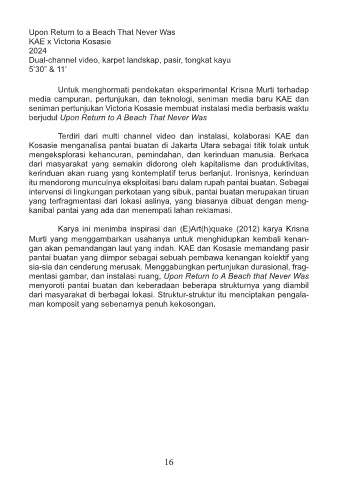 Upon Return to a Beach That Never Was
KAE x Victoria Kosasie
2024
Dual-channel video, karpet landskap, pasir, tongkat kayu
5'30" & 11'
Untuk menghormati pendekatan eksperimental Krisna Murti terhadap
media campuran, pertunjukan, dan teknologi, seniman media baru KAE dan
seniman pertunjukan Victoria Kosasie membuat instalasi media berbasis waktu
berjudul Upon Return to A Beach That Never Was
Terdiri dari multi channel video dan instalasi, kolaborasi KAE dan
Kosasie menganalisa pantai buatan di Jakarta Utara sebagai titik tolak untuk
mengeksplorasi kehancuran, pemindahan, dan kerinduan manusia. Berkaca
dari masyarakat yang semakin didorong oleh kapitalisme dan produktivitas,
kerinduan akan ruang yang kontemplatif terus berlanjut. Ironisnya, kerinduan
itu mendorong munculnya eksploitasi baru dalam rupah pantai buatan. Sebagai
intervensi di lingkungan perkotaan yang sibuk, pantai buatan merupakan tiruan
yang terfragmentasi dari lokasi aslinya, yang biasanya dibuat dengan meng-
kanibal pantai yang ada dan menempati lahan reklamasi.
Karya ini menimba inspirasi dari (E)Art(h)quake (2012) karya Krisna
Murti yang menggambarkan usahanya untuk menghidupkan kembali kenan-
gan akan pemandangan laut yang indah. KAE dan Kosasie memandang pasir
pantai buatan yang diimpor sebagai sebuah pembawa kenangan kolektif yang
sia-sia dan cenderung merusak. Menggabungkan pertunjukan durasional, frag-
mentasi gambar, dan instalasi ruang, Upon Return to A Beach that Never Was
menyoroti pantai buatan dan keberadaan beberapa strukturnya yang diambil
dari masyarakat di berbagai lokasi. Struktur-struktur itu menciptakan pengala-
man komposit yang sebenarnya penuh kekosongan.
16